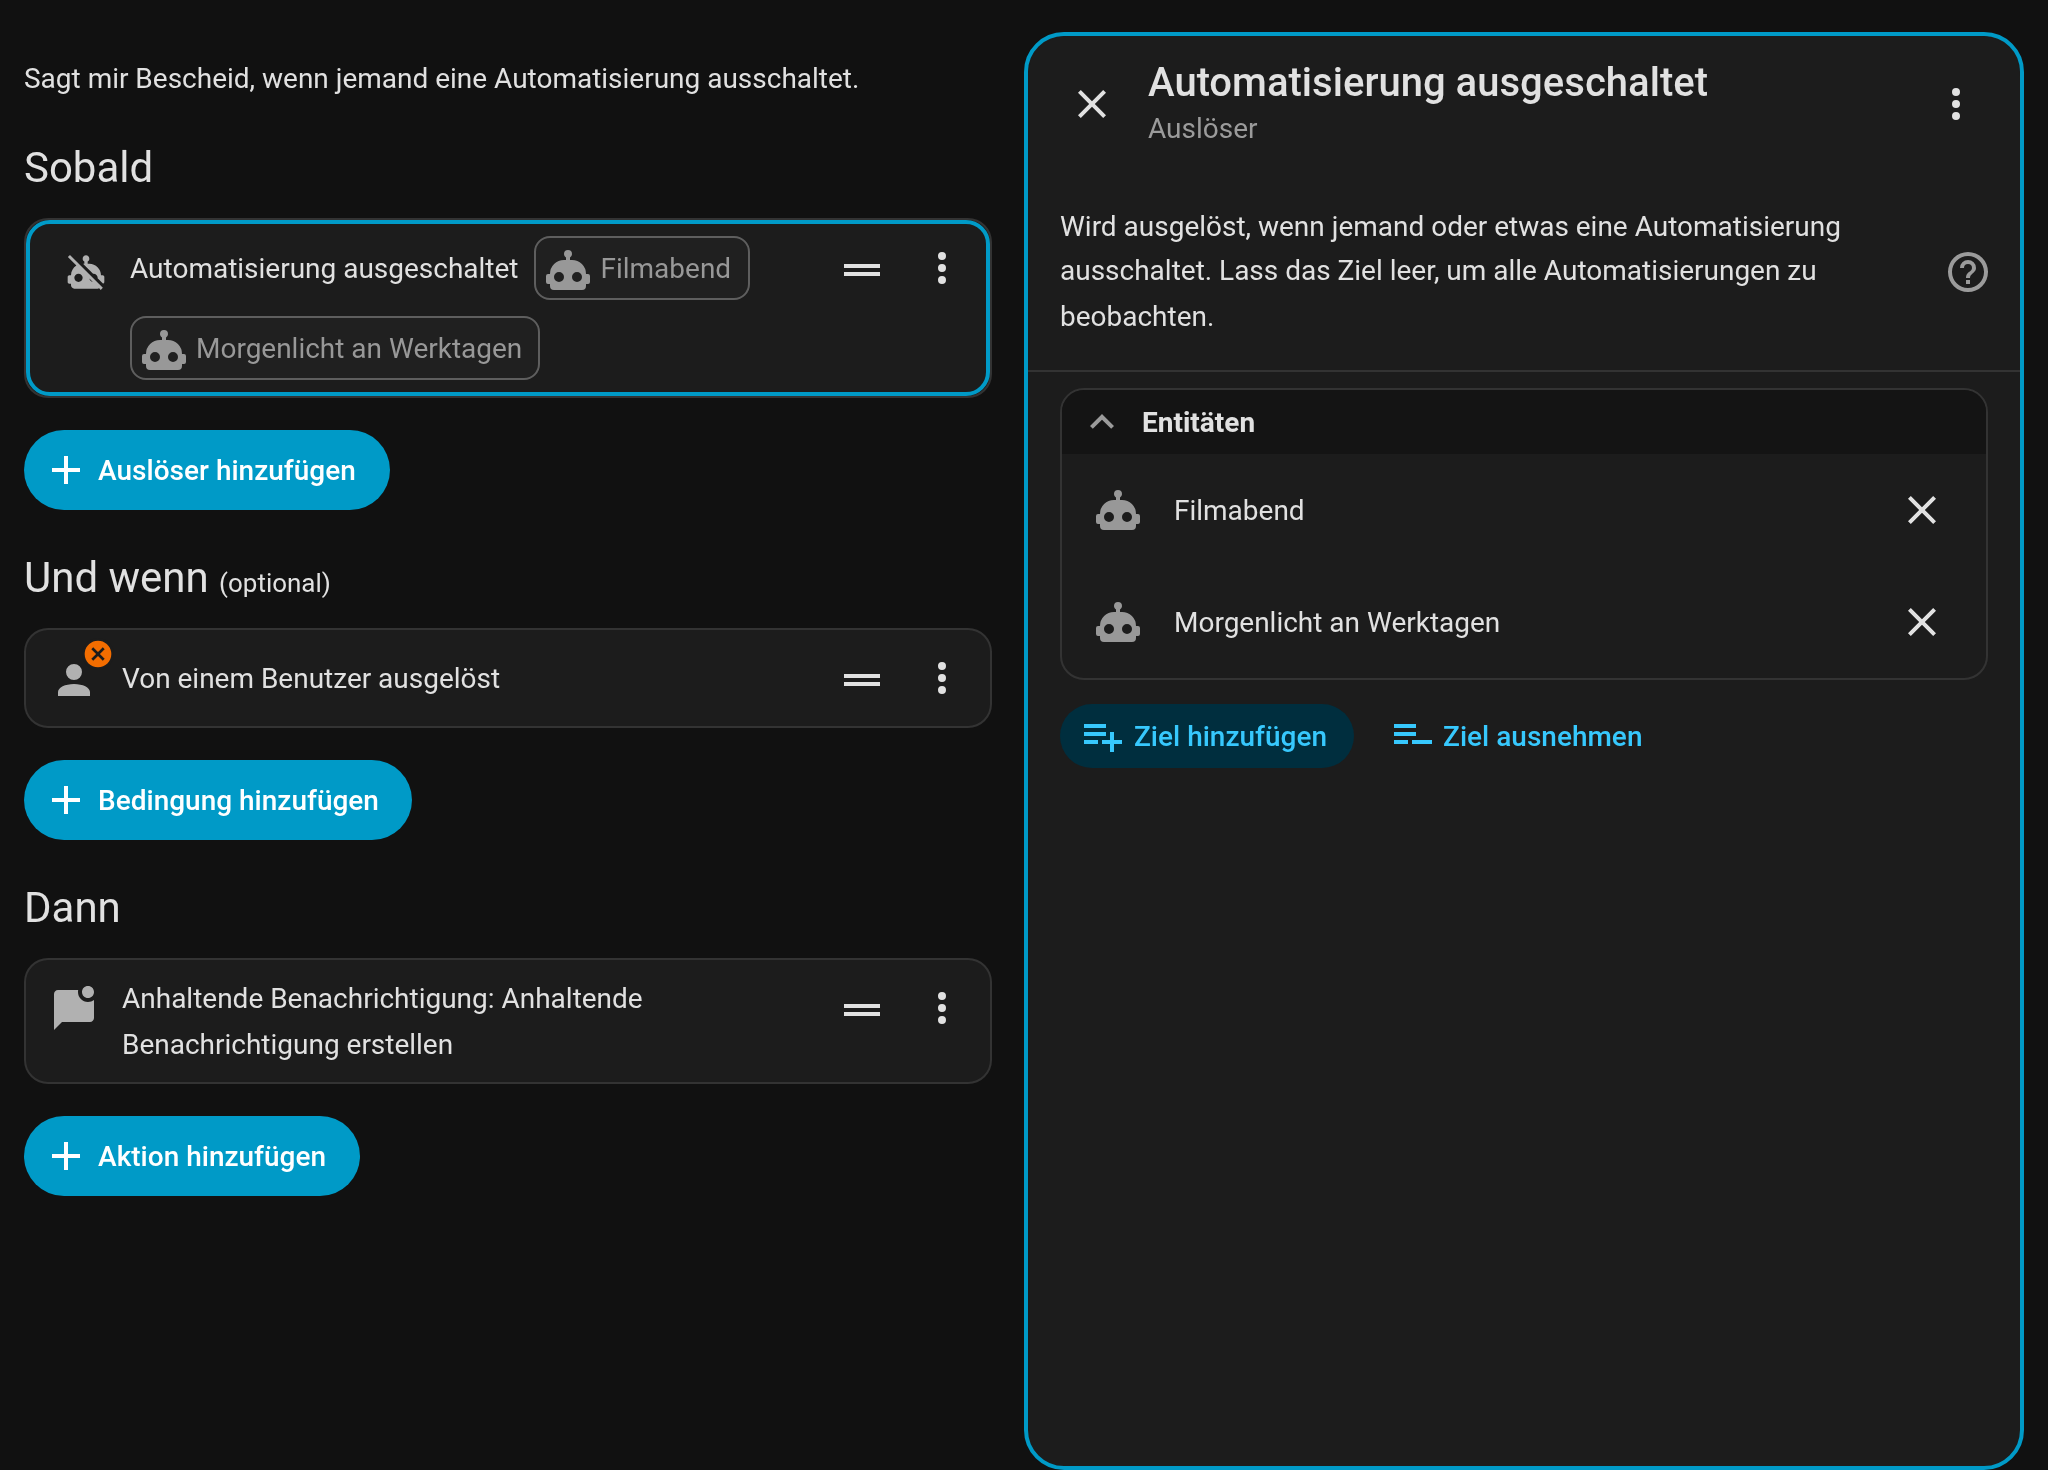 Sagt mir Bescheid, wenn jemand eine Automatisierung ausschaltet.
Sobald
Automatisierung ausgeschaltet Filmabend
Morgenlicht an Werktagen
Auslöser hinzufügen
Und wenn (optional)
Von einem Benutzer ausgelöst
Bedingung hinzufügen
Dann
Anhaltende Benachrichtigung: Anhaltende
Benachrichtigung erstellen
Aktion hinzufügen
Automatisierung ausgeschaltet
Auslöser
Wird ausgelöst, wenn jemand oder etwas eine Automatisierung
ausschaltet. Lass das Ziel leer, um alle Automatisierungen zu
beobachten.
Entitäten
Filmabend
Morgenlicht an Werktagen
Ziel hinzufügen Ziel ausnehmen